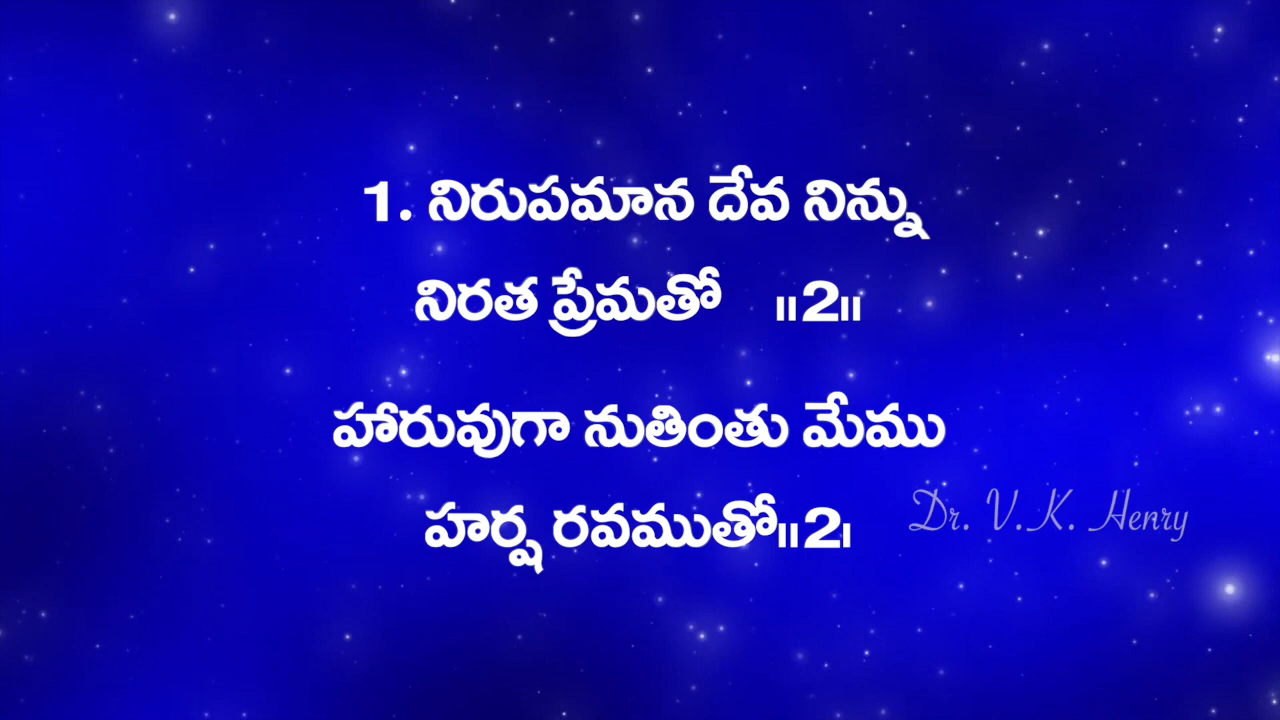 1. నిరుపమాన దేవ నిన్ను
నిరత ప్రేమతో ॥2॥
హారువుగా నుతింతు మేము
హర్ష రవముతో॥2।
Dr. V.K. Henry